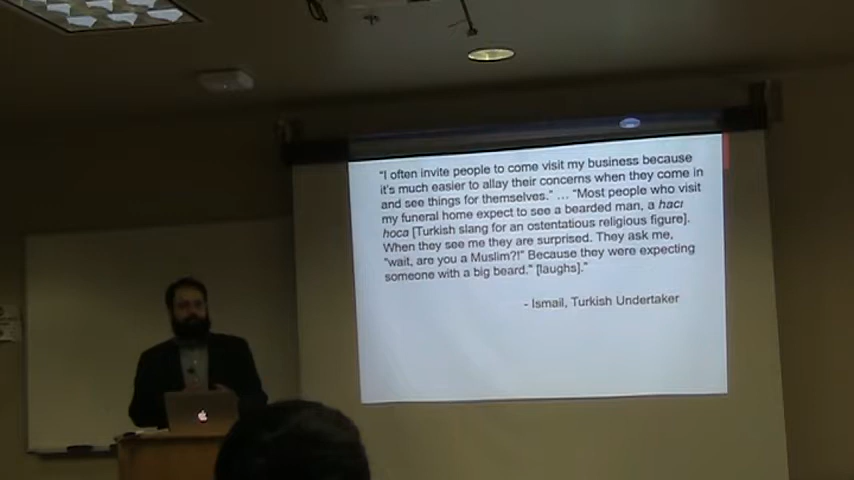 "I often invite people to come visit my business because
it's much easier to allay their concerns when they come in
and see things for themselves." ... "Most people who visit
my funeral home expect to see a bearded man, a hacı
hoca [Turkish slang for an ostentatious religious figure].
When they see me they are surprised. They ask me,
"wait, are you a Muslim?!" Because they were expecting
someone with a big beard." [laughs]."
- Ismail, Turkish Undertaker